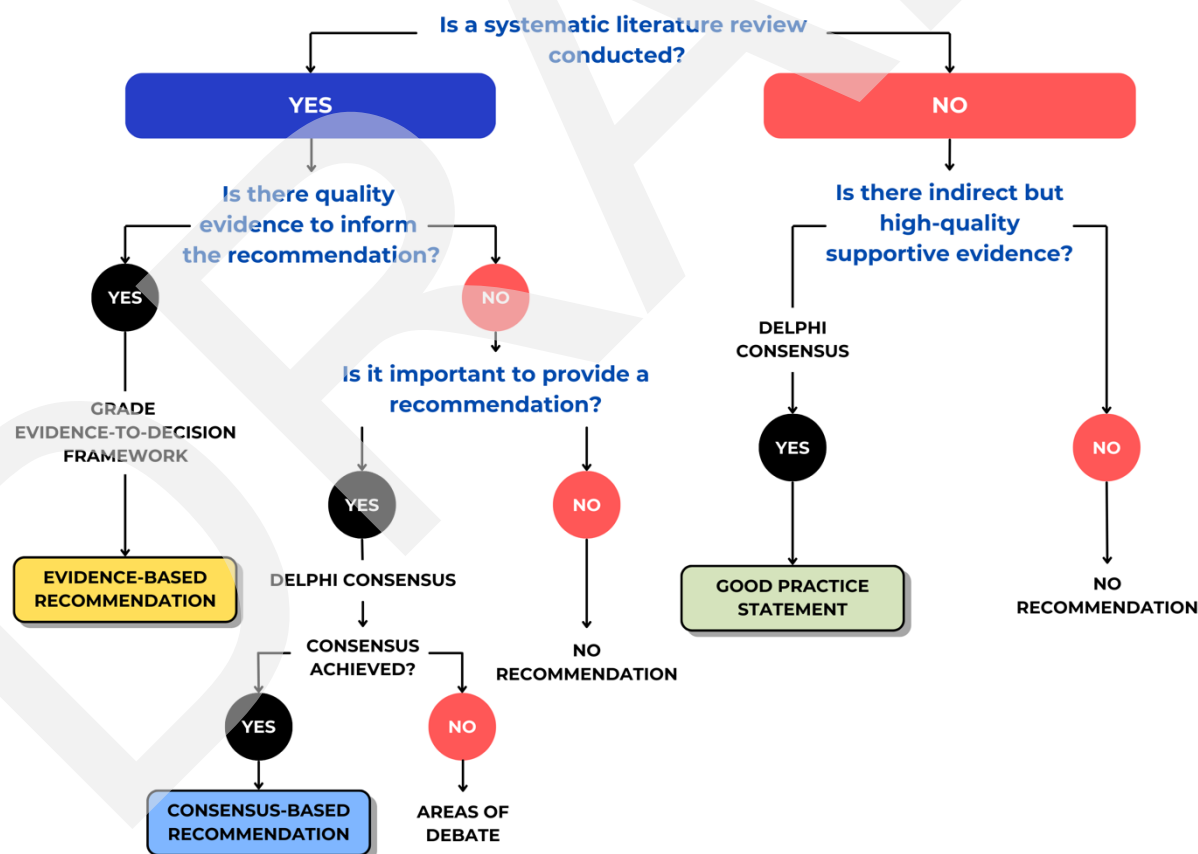 Is a systematic literature review
conducted?
YES
NO
Is there quality
evidence to inform
the recommendation?
Is there indirect but
high-quality
supportive evidence?
YES
NO
DELPHI
CONSENSUS
Is it important to provide a
recommendation?
GRADE
EVIDENCE-TO-DECISION
FRAMEWORK
YES
NO
YES
NO
EVIDENCE-BASED
RECOMMENDATION
DELPHI CONSENSUS
GOOD PRACTICE
STATEMENT
NO
RECOMMENDATION
CONSENSUS
ACHIEVED?
NO
RECOMMENDATION
YES
NO
CONSENSUS-BASED
RECOMMENDATION
AREAS OF
DEBATE